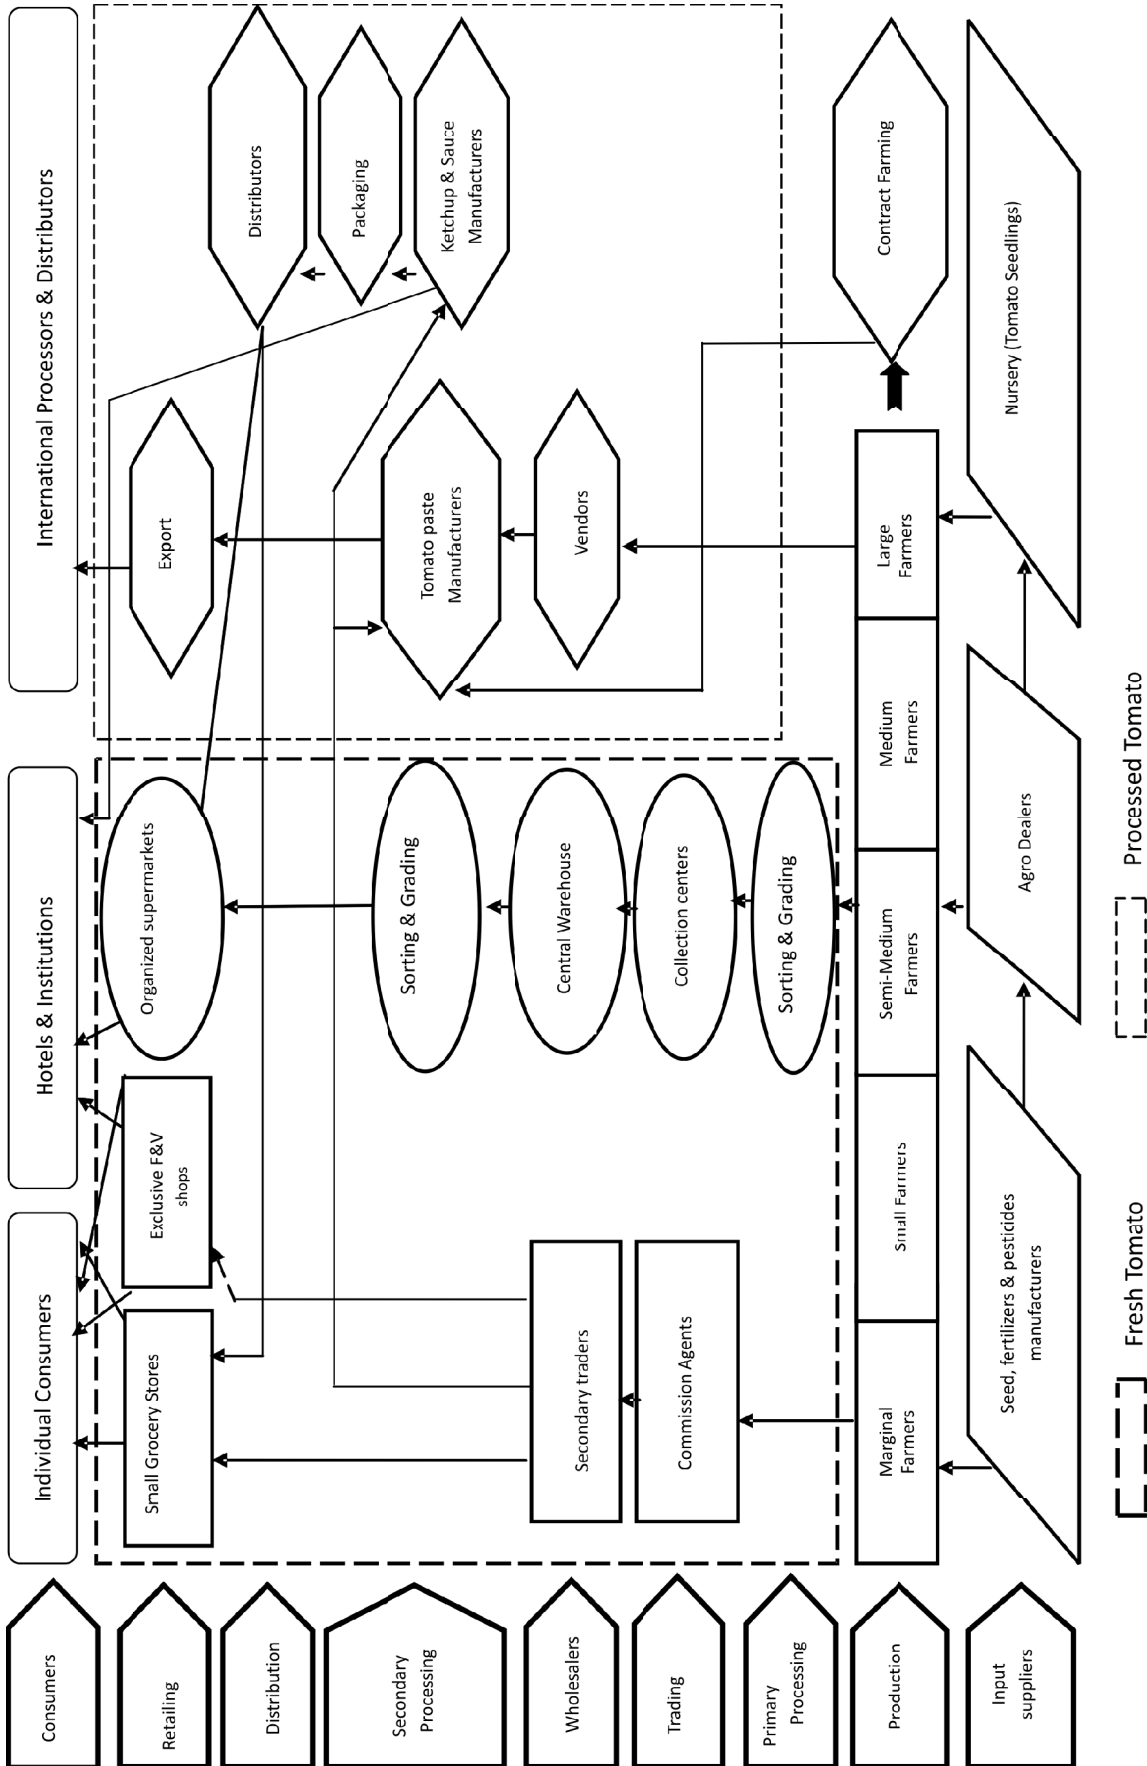 Consumers
Individual Consumers
Hotels & Institutions
International Processors & Distributors
Retailing
Small Grocery Stores
Exclusive F&V
shops
Organized supermarkets
Export
Distribution
Distributors
Secondary
Processing
Sorting & Grading
Tomato paste
Manufacturers
Packaging
Ketchup & Sauce
Manufacturers
Wholesalers
Secondary traders
Central Warehouse
Vendors
Trading
Commission Agents
Collection centers
Primary
Processing
Sorting & Grading
Production
Marginal
Farmers
Small Farmers
Semi-Medium
Farmers
Medium
Farmers
Large
Farmers
Contract Farming
Input
suppliers
Seed, fertilizers & pesticides
manufacturers
Agro Dealers
Nursery (Tomato Seedlings)
Fresh Tomato
Processed Tomato